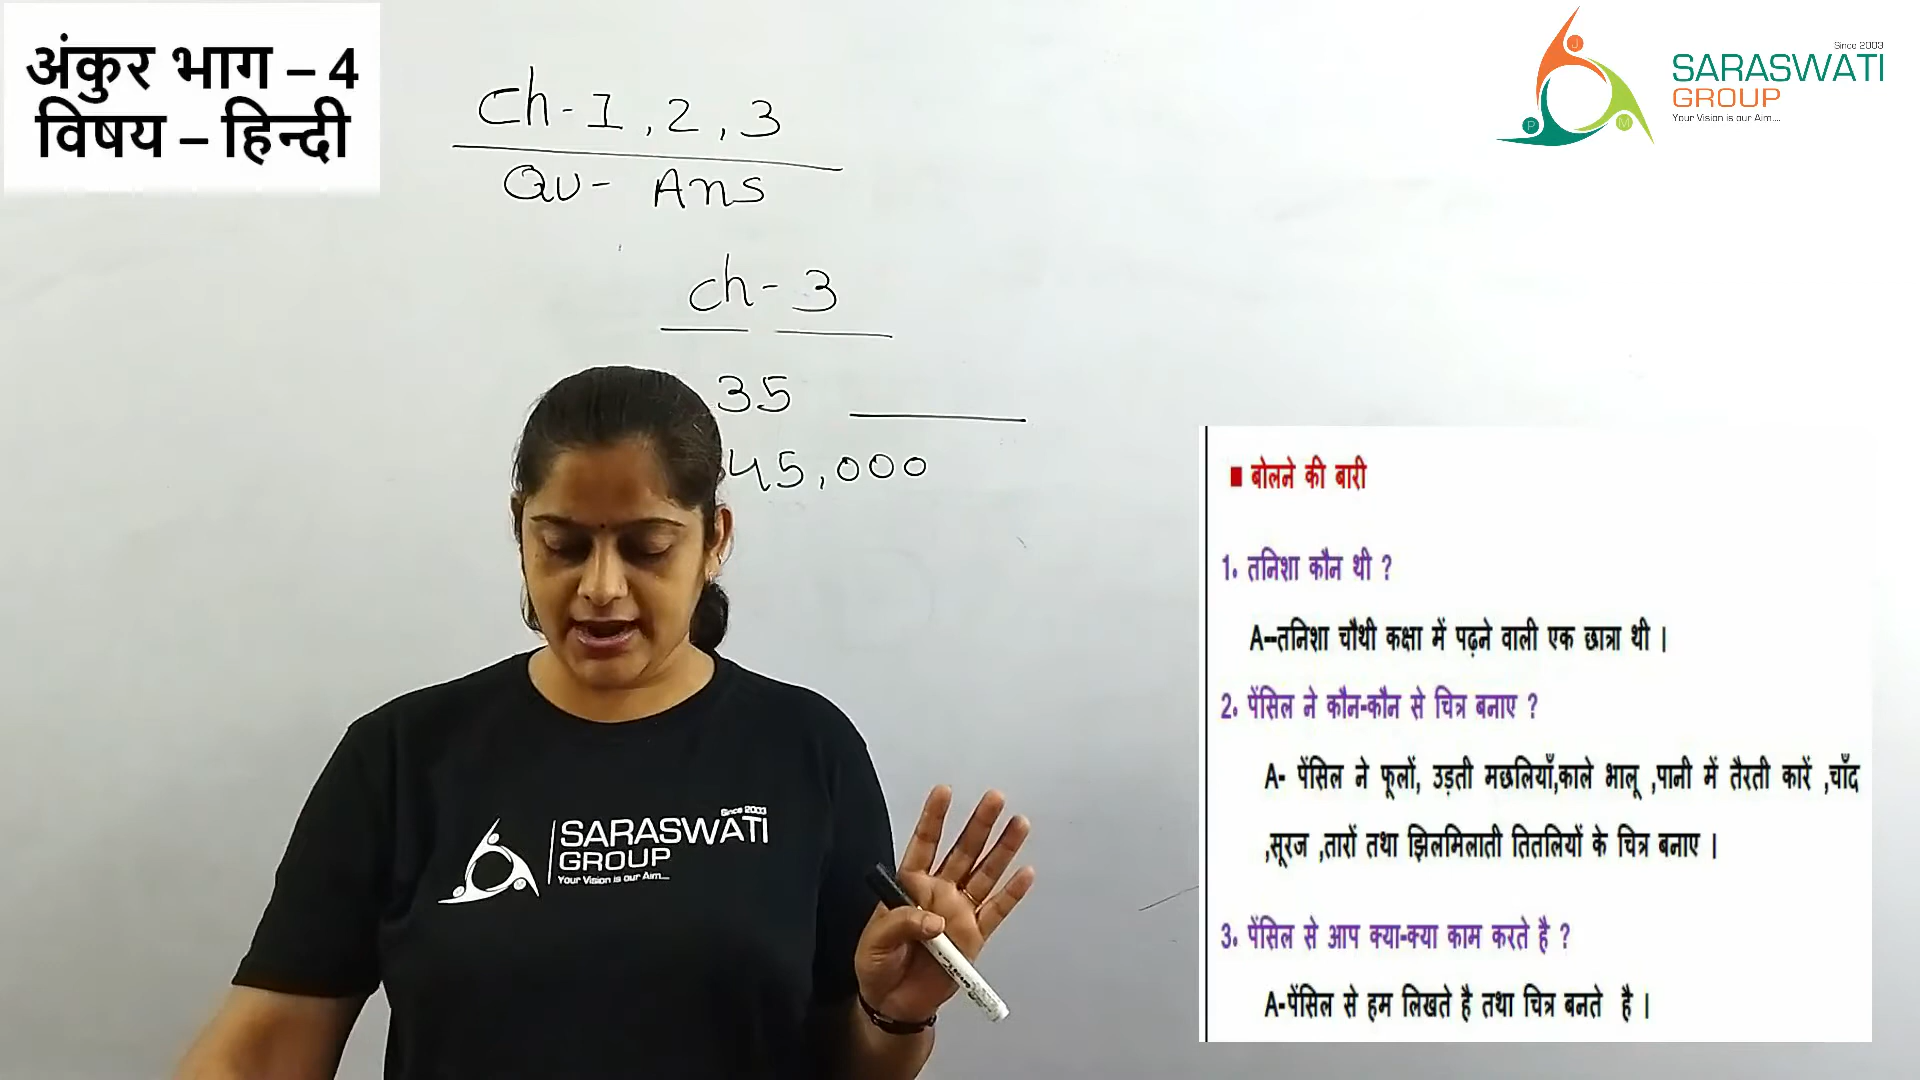 अंकुर भाग – 4
विषय – हिन्दी
Ch-1, 2, 3
Qu- Ans
ch- 3
35
45,000
Since 2003
SARASWATI
GROUP
Your Vision is our Aim....
J
P
M
■ बोलने की बारी
1. तनिशा कौन थी ?
A--तनिशा चौथी कक्षा में पढ़ने वाली एक छात्रा थी |
2. पेंसिल ने कौन-कौन से चित्र बनाए ?
A- पेंसिल ने फूलों, उड़ती मछलियाँ,काले भालू ,पानी में तैरती कारें ,चाँद
,सूरज ,तारों तथा झिलमिलाती तितलियों के चित्र बनाए |
3. पेंसिल से आप क्या-क्या काम करते है ?
A-पेंसिल से हम लिखते है तथा चित्र बनते है |
Since 2003
SARASWATI
GROUP
Your Vision is our Aim....